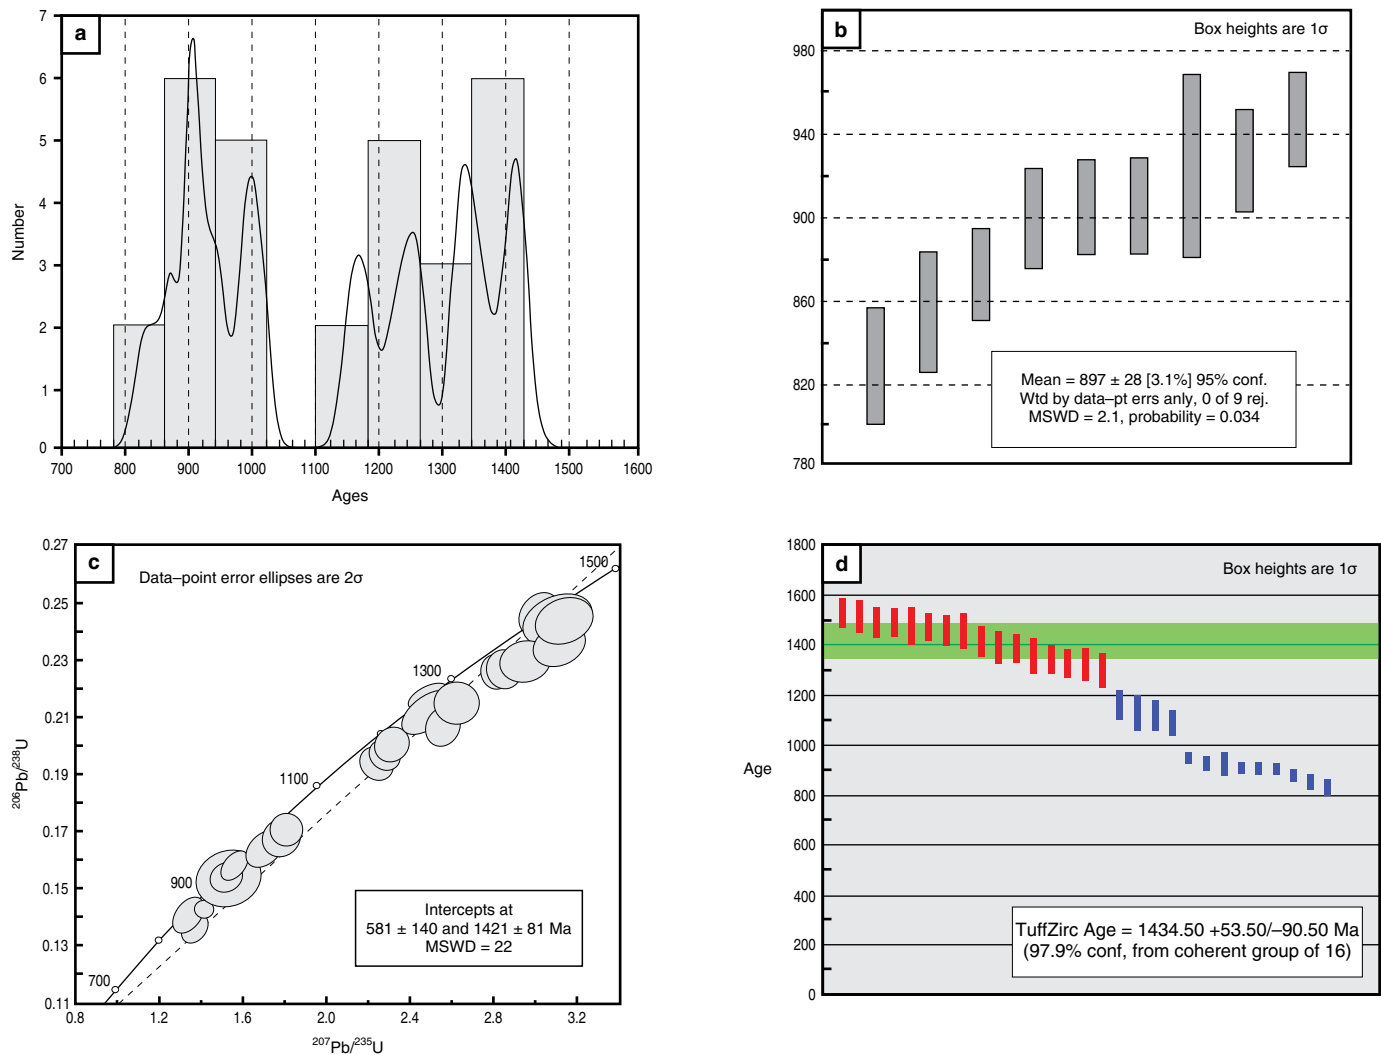 a
7
6
5
4
3
2
1
0
Number
700 800 900 1000 1100 1200 1300 1400 1500 1600
Ages
b
Box heights are 1σ
980
940
900
860
820
780
Mean = 897 ± 28 [3.1%] 95% conf.
Wtd by data–pt errs anly, 0 of 9 rej.
MSWD = 2.1, probability = 0.034
c
Data–point error ellipses are 2σ
0.27
0.25
0.23
0.21
0.19
0.17
0.15
0.13
0.11
206Pb/238U
1500
1300
1100
900
700
Intercepts at
581 ± 140 and 1421 ± 81 Ma
MSWD = 22
0.8 1.2 1.6 2.0 2.4 2.8 3.2
207Pb/235U
d
Box heights are 1σ
1800
1600
1400
1200
1000
800
600
400
200
0
Age
TuffZirc Age = 1434.50 +53.50/–90.50 Ma
(97.9% conf, from coherent group of 16)